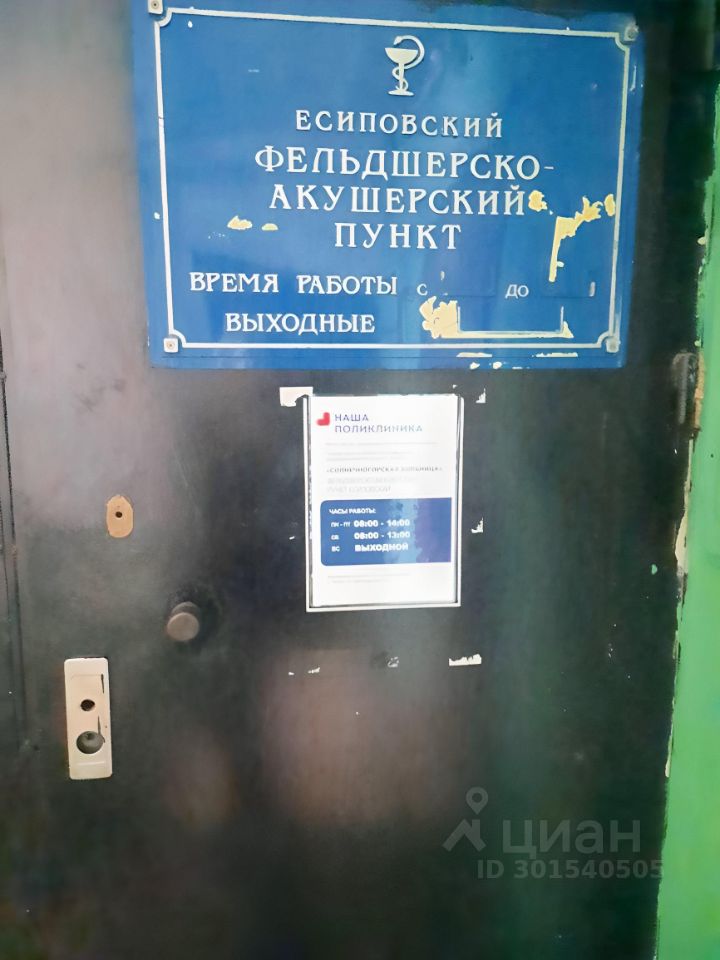 ЕСИПОВСКИЙ
ФЕЛЬДШЕРСКО-
АКУШЕРСКИЙ
ПУНКТ
ВРЕМЯ РАБОТЫ С ДО
ВЫХОДНЫЕ
НАША
ПОЛИКЛИНИКА
«СОЛНЕЧНОГОРСКАЯ БОЛЬНИЦА»
ЧАСЫ РАБОТЫ:
ПН - ПТ 08:00 - 14:00
СБ 08:00 - 13:00
ВС ВЫХОДНОЙ
циан
ID 301540505